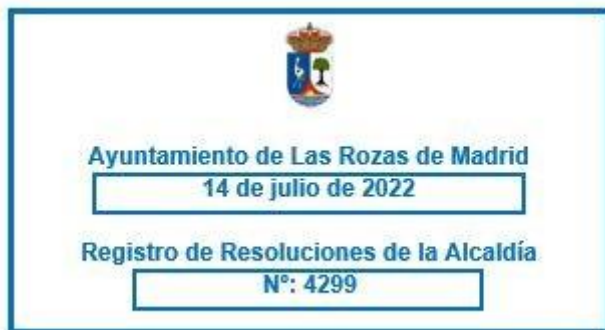 Ayuntamiento de Las Rozas de Madrid
14 de julio de 2022
Registro de Resoluciones de la Alcaldía
Nº: 4299